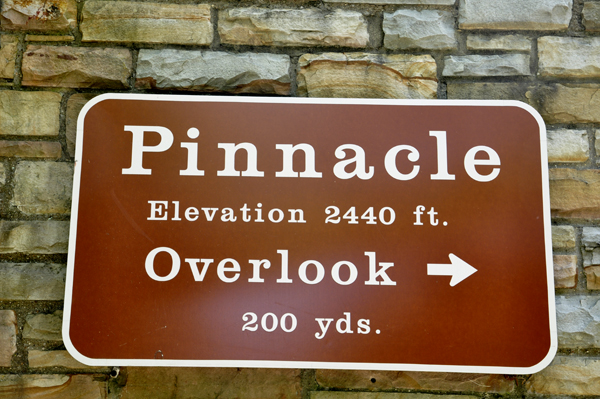 Pinnacle
Elevation 2440 ft.
Overlook →
200 yds.